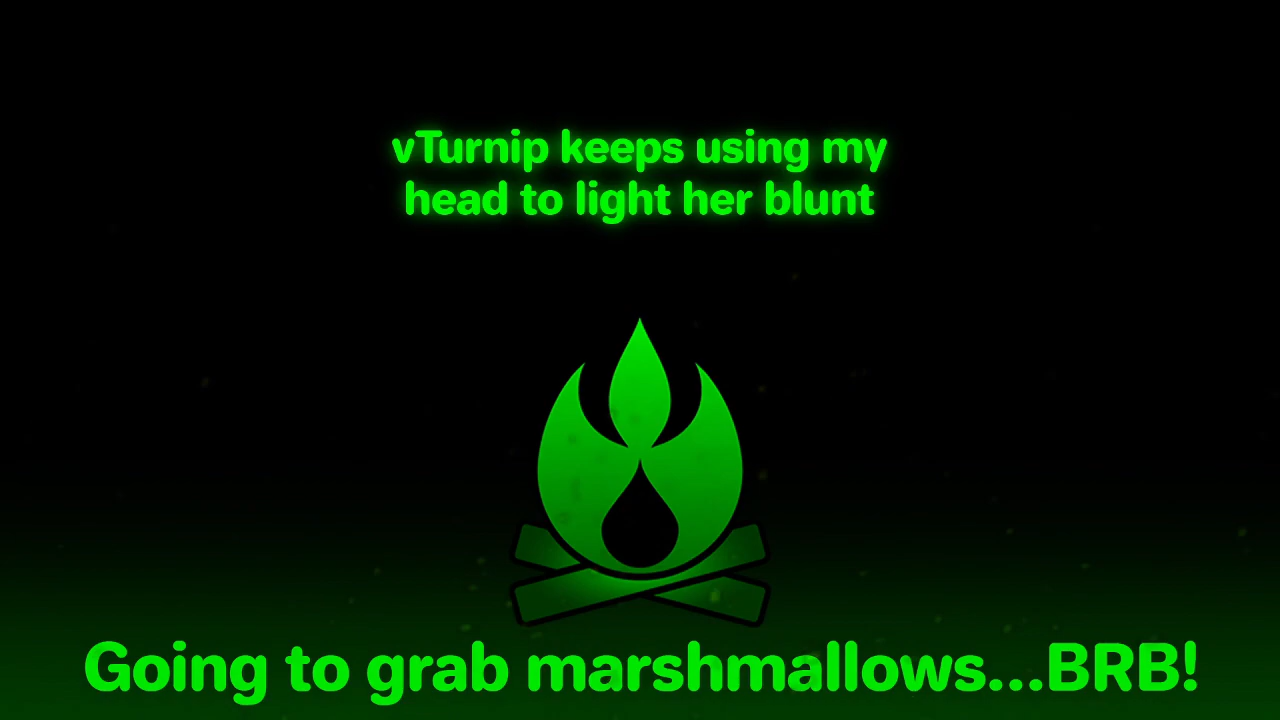 vTurnip keeps using my
head to light her blunt
Going to grab marshmallows...BRB!